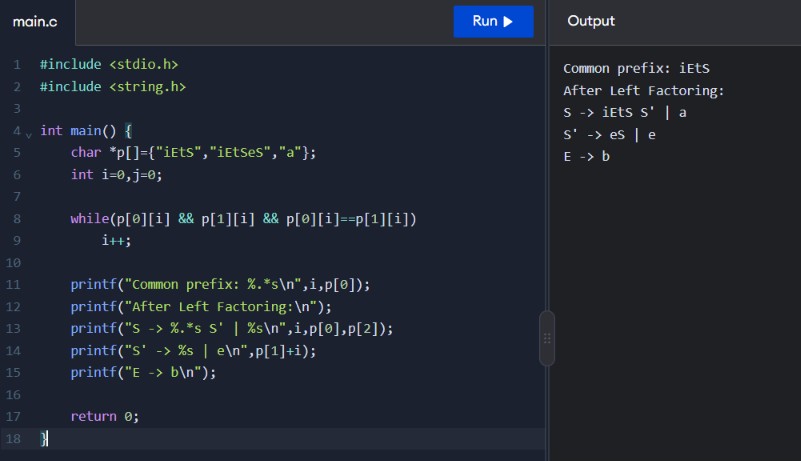 main.c
Run
1 #include <stdio.h>
2 #include <string.h>
3
4 int main() {
5     char *p[]={"iEtS","iEtSeS","a"};
6     int i=0,j=0;
7
8     while(p[0][i] && p[1][i] && p[0][i]==p[1][i])
9         i++;
10
11     printf("Common prefix: %.*s\n",i,p[0]);
12     printf("After Left Factoring:\n");
13     printf("S -> %.*s S' | %s\n",i,p[0],p[2]);
14     printf("S' -> %s | e\n",p[1]+i);
15     printf("E -> b\n");
16
17     return 0;
18 }
Output
Common prefix: iEtS
After Left Factoring:
S -> iEtS S' | a
S' -> eS | e
E -> b